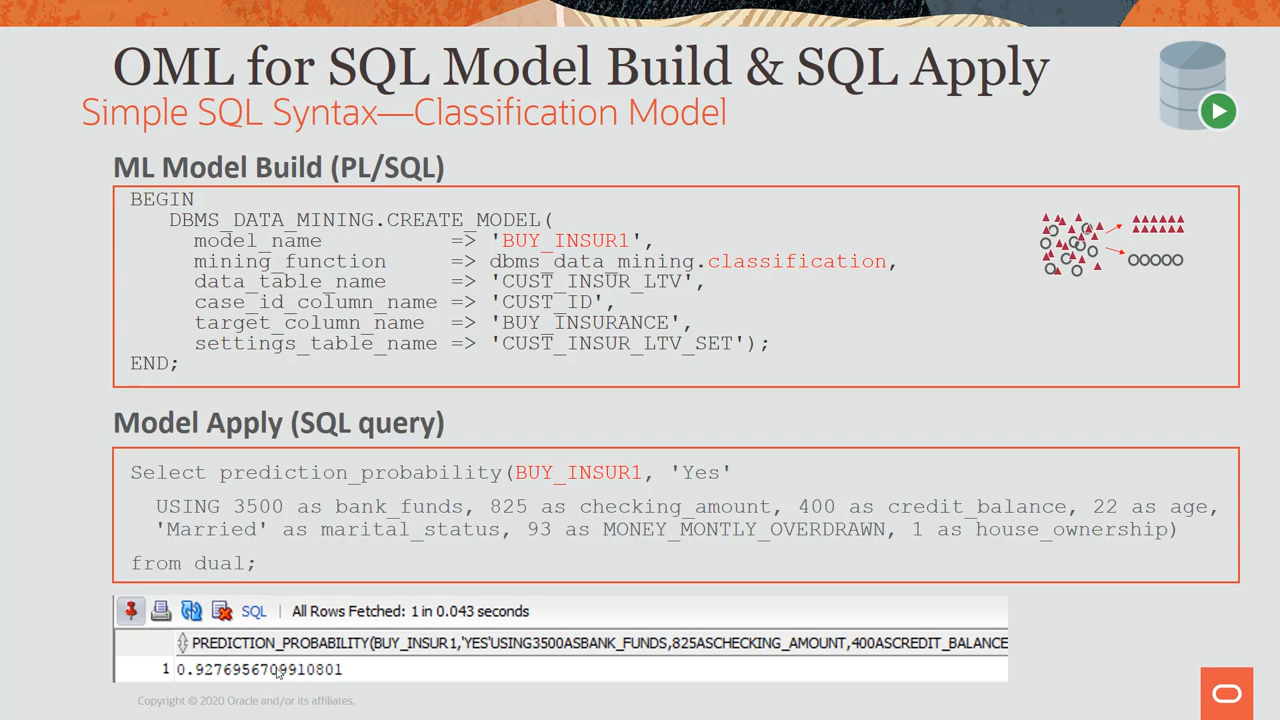 OML for SQL Model Build & SQL Apply
Simple SQL Syntax—Classification Model
ML Model Build (PL/SQL)
BEGIN
DBMS_DATA_MINING.CREATE_MODEL(
model_name => 'BUY_INSUR1',
mining_function => dbms_data_mining.classification,
data_table_name => 'CUST_INSUR_LTV',
case_id_column_name => 'CUST_ID',
target_column_name => 'BUY_INSURANCE',
settings_table_name => 'CUST_INSUR_LTV_SET');
END;
Model Apply (SQL query)
Select prediction_probability(BUY_INSUR1, 'Yes'
USING 3500 as bank_funds, 825 as checking_amount, 400 as credit_balance, 22 as age,
'Married' as marital_status, 93 as MONEY_MONTLY_OVERDRAWN, 1 as house_ownership)
from dual;
SQL | All Rows Fetched: 1 in 0.043 seconds
PREDICTION_PROBABILITY(BUY_INSUR1,'YES'USING3500ASBANK_FUNDS,825ASCHECKING_AMOUNT,400ASCREDIT_BALANCE
1 0.9276956709910801
Copyright © 2020 Oracle and/or its affiliates.